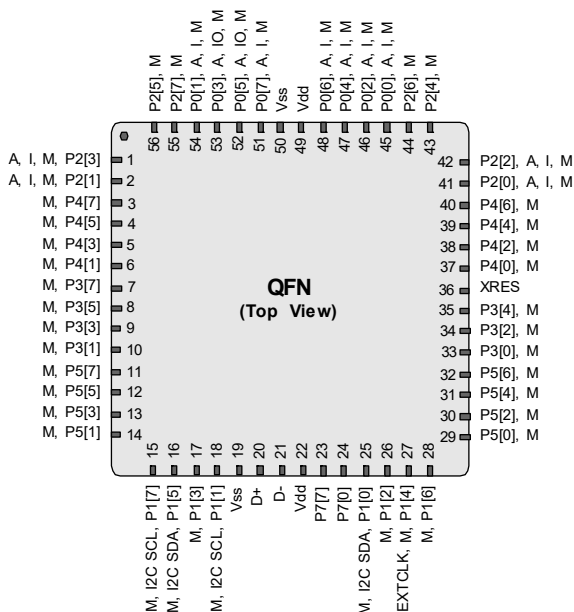 P2[5], M
P2[7], M
P0[1], A, I, M
P0[3], A, IO, M
P0[5], A, IO, M
P0[7], A, I, M
Vss
Vdd
P0[6], A, I, M
P0[4], A, I, M
P0[2], A, I, M
P0[0], A, I, M
P2[6], M
P2[4], M
56
55
54
53
52
51
50
49
48
47
46
45
44
43
A, I, M, P2[3] 1
A, I, M, P2[1] 2
M, P4[7] 3
M, P4[5] 4
M, P4[3] 5
M, P4[1] 6
M, P3[7] 7
M, P3[5] 8
M, P3[3] 9
M, P3[1] 10
M, P5[7] 11
M, P5[5] 12
M, P5[3] 13
M, P5[1] 14
QFN
(Top View)
42 P2[2], A, I, M
41 P2[0], A, I, M
40 P4[6], M
39 P4[4], M
38 P4[2], M
37 P4[0], M
36 XRES
35 P3[4], M
34 P3[2], M
33 P3[0], M
32 P5[6], M
31 P5[4], M
30 P5[2], M
29 P5[0], M
15
16
17
18
19
20
21
22
23
24
25
26
27
28
M, I2C SCL, P1[7]
M, I2C SDA, P1[5]
M, P1[3]
M, I2C SCL, P1[1]
Vss
D+
D-
Vdd
P7[7]
P7[0]
M, I2C SDA, P1[0]
M, P1[2]
EXTCLK, M, P1[4]
M, P1[6]